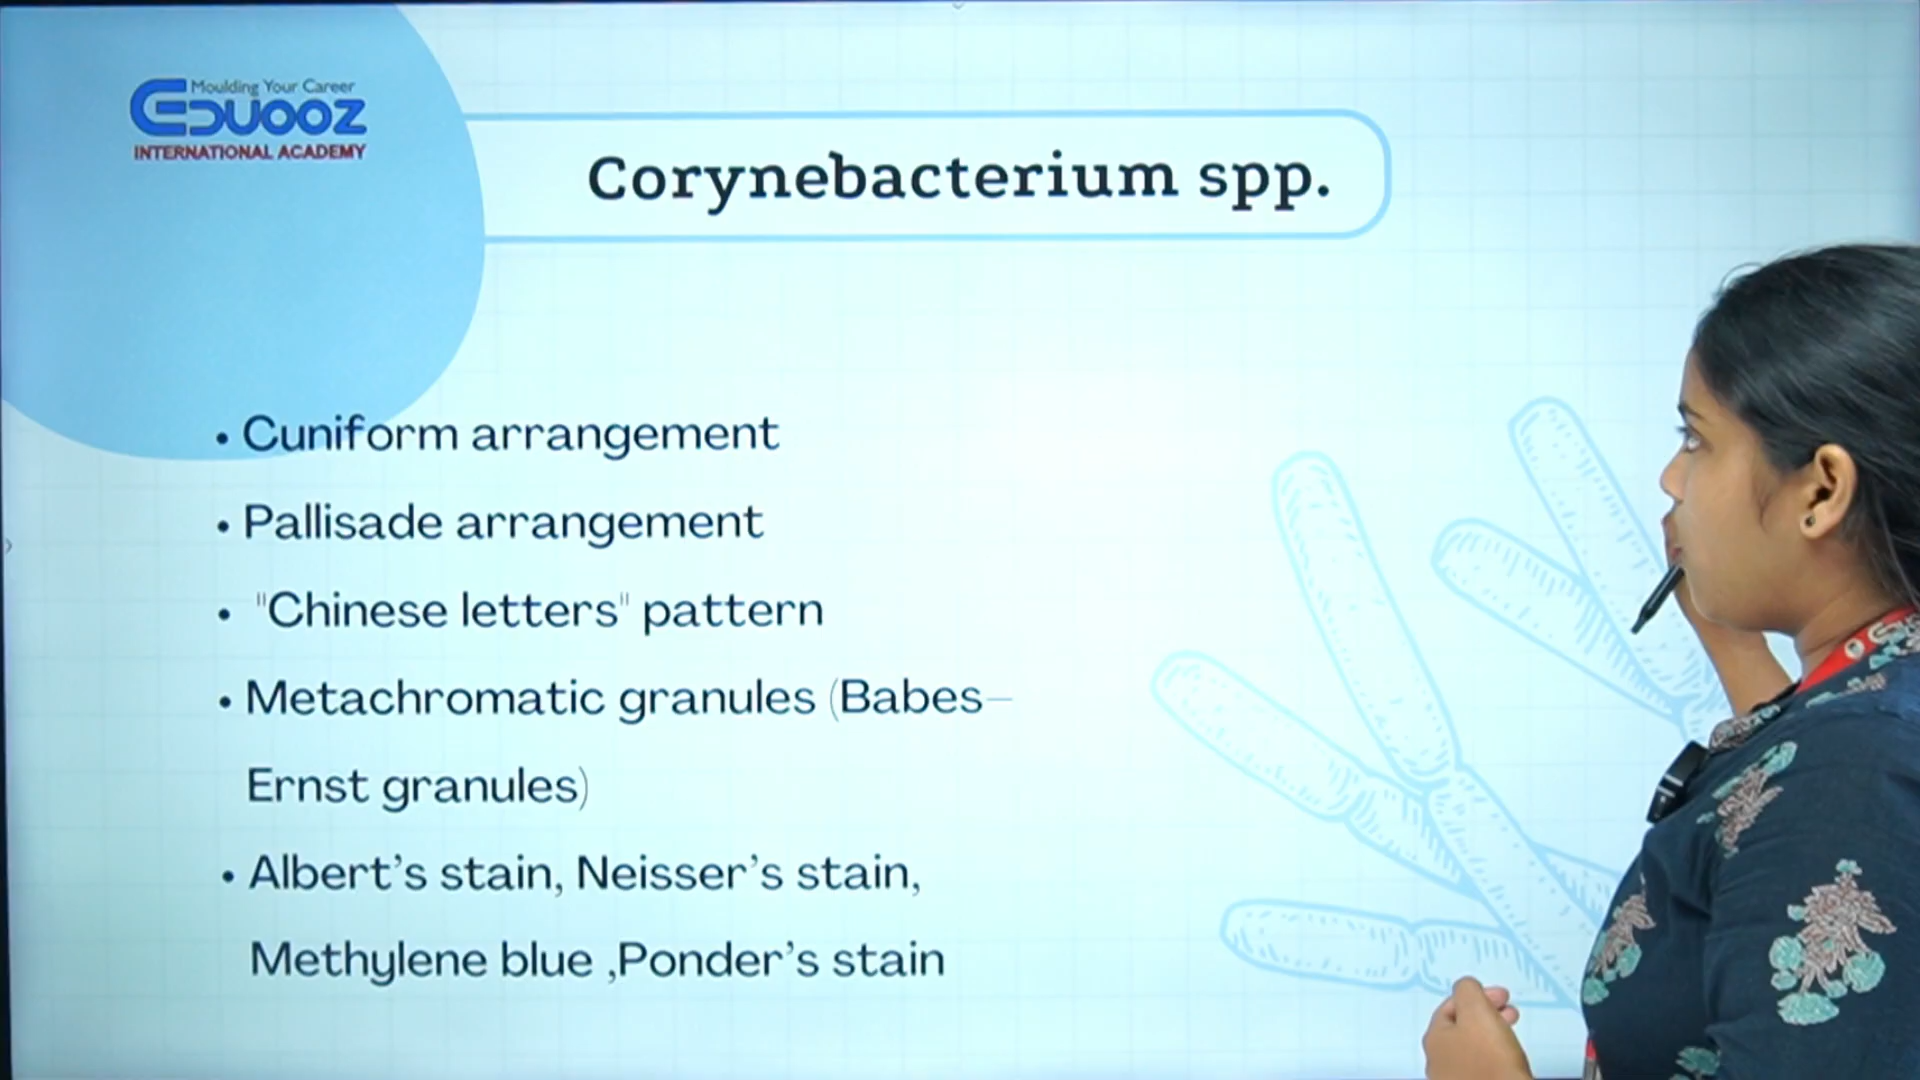 Moulding Your Career
EDUOOZ
INTERNATIONAL ACADEMY
Corynebacterium spp.
• Cuniform arrangement
• Pallisade arrangement
• "Chinese letters" pattern
• Metachromatic granules (Babes–
Ernst granules)
• Albert's stain, Neisser's stain,
Methylene blue ,Ponder's stain